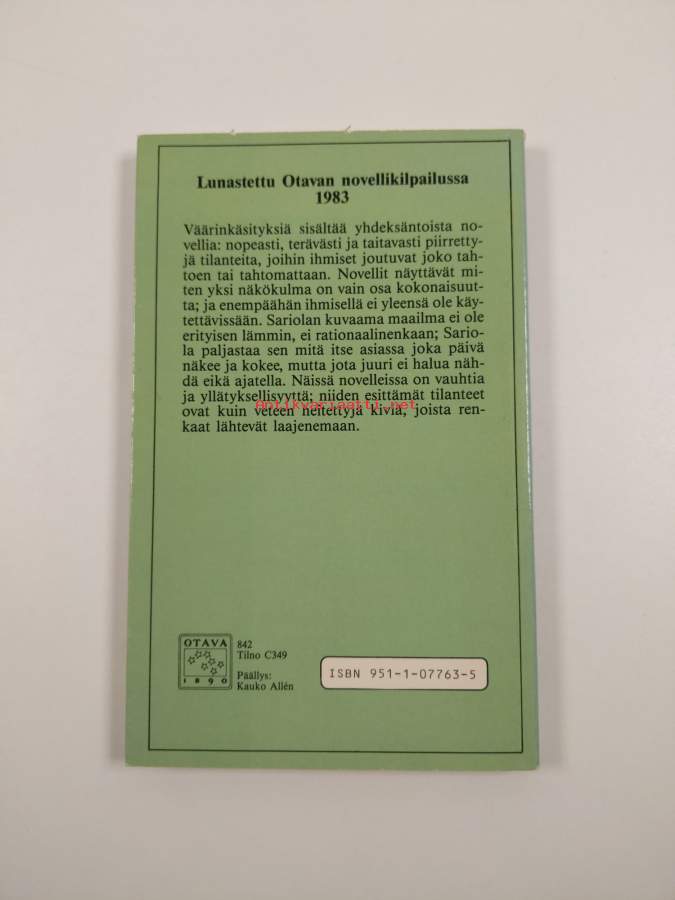 Lunastettu Otavan novellikilpailussa
1983
Väärinkäsityksiä sisältää yhdeksäntoista no-
vellia: nopeasti, terävästi ja taitavasti piirretty-
jä tilanteita, joihin ihmiset joutuvat joko tah-
toen tai tahtomattaan. Novellit näyttävät mi-
ten yksi näkökulma on vain osa kokonaisuut-
ta; ja enempäähän ihmisellä ei yleensä ole käy-
tettävissään. Sariolan kuvaama maailma ei ole
erityisen lämmin, ei rationaalinenkaan; Sario-
la paljastaa sen mitä itse asiassa joka päivä
näkee ja kokee, mutta jota juuri ei halua näh-
dä eikä ajatella. Näissä novelleissa on vauhtia
ja yllätyksellisyyttä; niiden esittämät tilanteet
Antikvariaatti.net
ovat kuin veteen heitettyjä kiviä, joista ren-
kaat lähtevät laajenemaan.
OTAVA
1890
842
Tilno C349
Päällys:
Kauko Allén
ISBN 951-1-07763-5